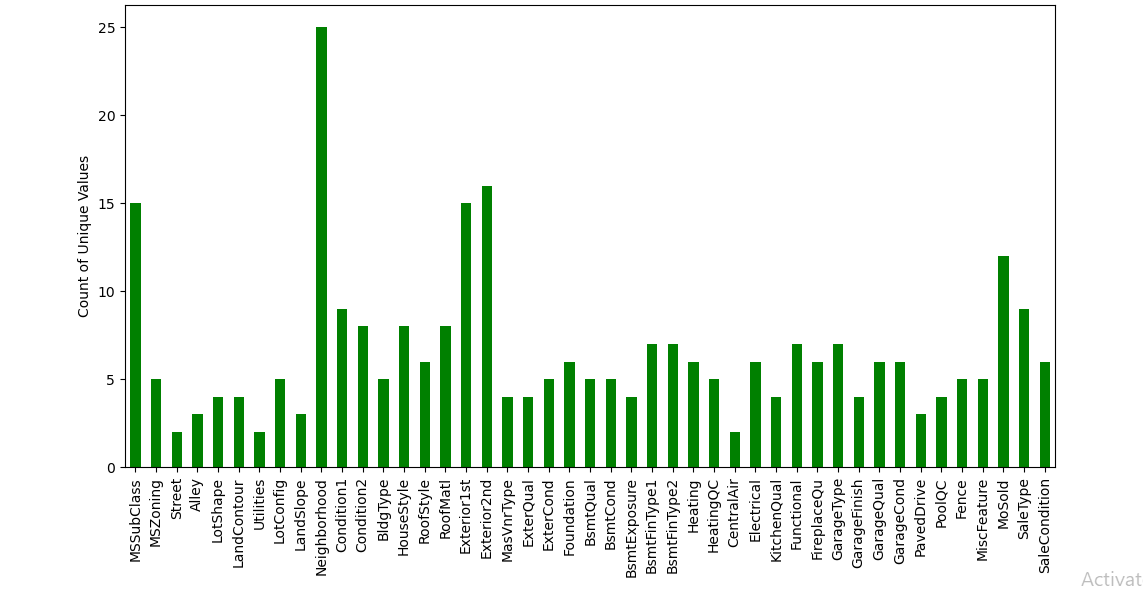 25
20
15
10
5
0
Count of Unique Values
MSSubClass
MSZoning
Street
Alley
LotShape
LandContour
Utilities
LotConfig
LandSlope
Neighborhood
Condition1
Condition2
BldgType
HouseStyle
RoofStyle
RoofMatl
Exterior1st
Exterior2nd
MasVnrType
ExterQual
ExterCond
Foundation
BsmtQual
BsmtCond
BsmtExposure
BsmtFinType1
BsmtFinType2
Heating
HeatingQC
CentralAir
Electrical
KitchenQual
Functional
FireplaceQu
GarageType
GarageFinish
GarageQual
GarageCond
PavedDrive
PoolQC
Fence
MiscFeature
MoSold
SaleType
SaleCondition
Activat